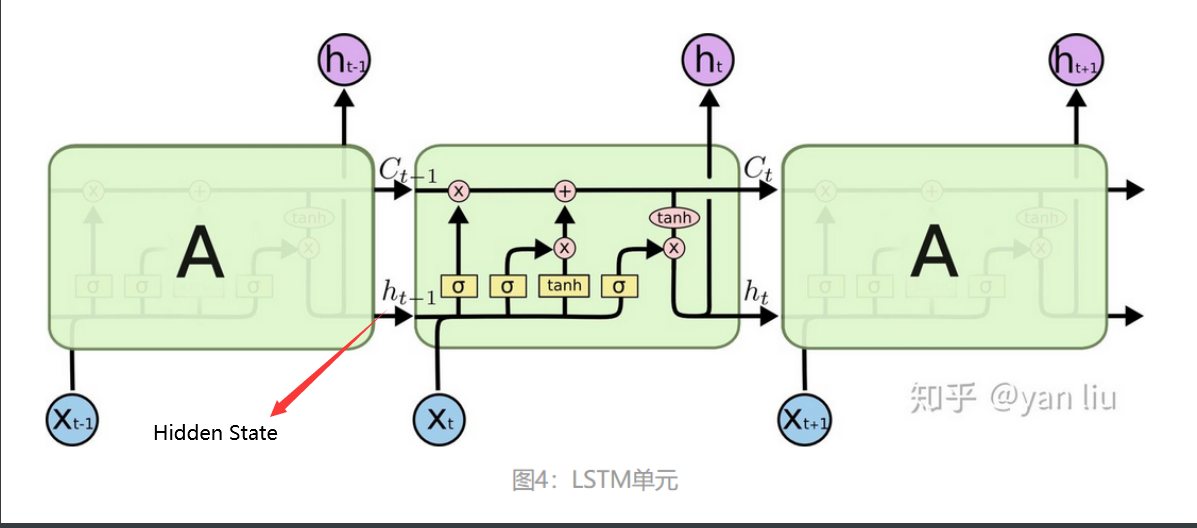 h_{t-1} h_t h_{t+1}
C_{t-1} C_t
x + x + x +
tanh tanh tanh
A x x x A x
σ σ σ σ σ tanh σ σ σ σ
h_{t-1} h_t
X_{t-1} X_t X_{t+1}
Hidden State
知乎 @yan liu
图4：LSTM单元